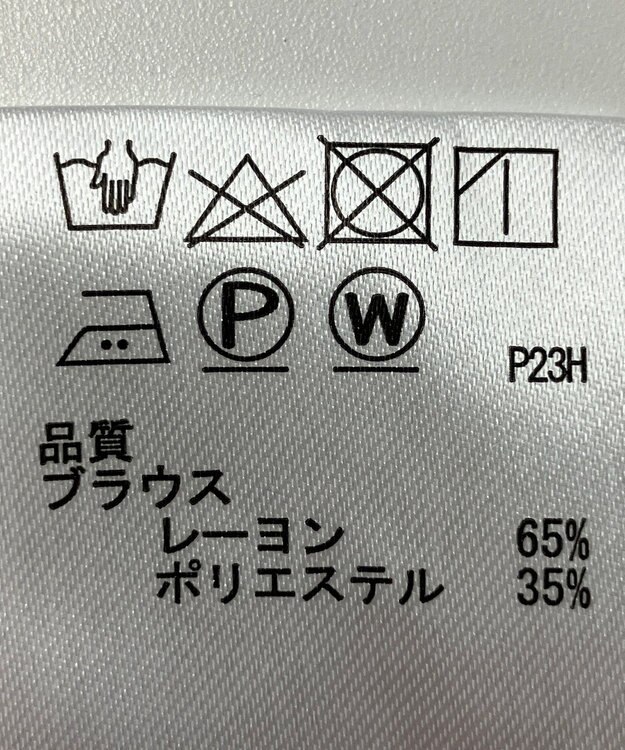 P W
P23H
品質
ブラウス
レーヨン 65%
ポリエステル 35%